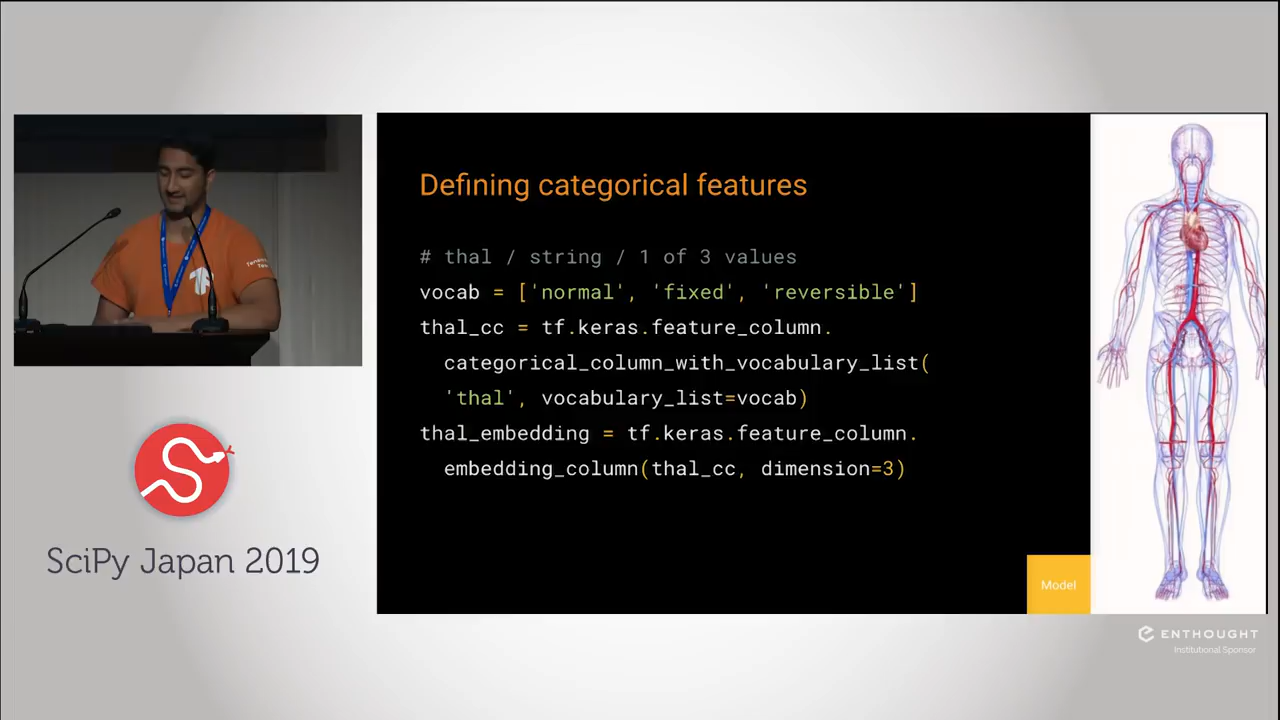 Defining categorical features
# thal / string / 1 of 3 values
vocab = ['normal', 'fixed', 'reversible']
thal_cc = tf.keras.feature_column.
categorical_column_with_vocabulary_list(
'thal', vocabulary_list=vocab)
thal_embedding = tf.keras.feature_column.
embedding_column(thal_cc, dimension=3)
Model
SciPy Japan 2019
ENTHOUGHT
Institutional Sponsor